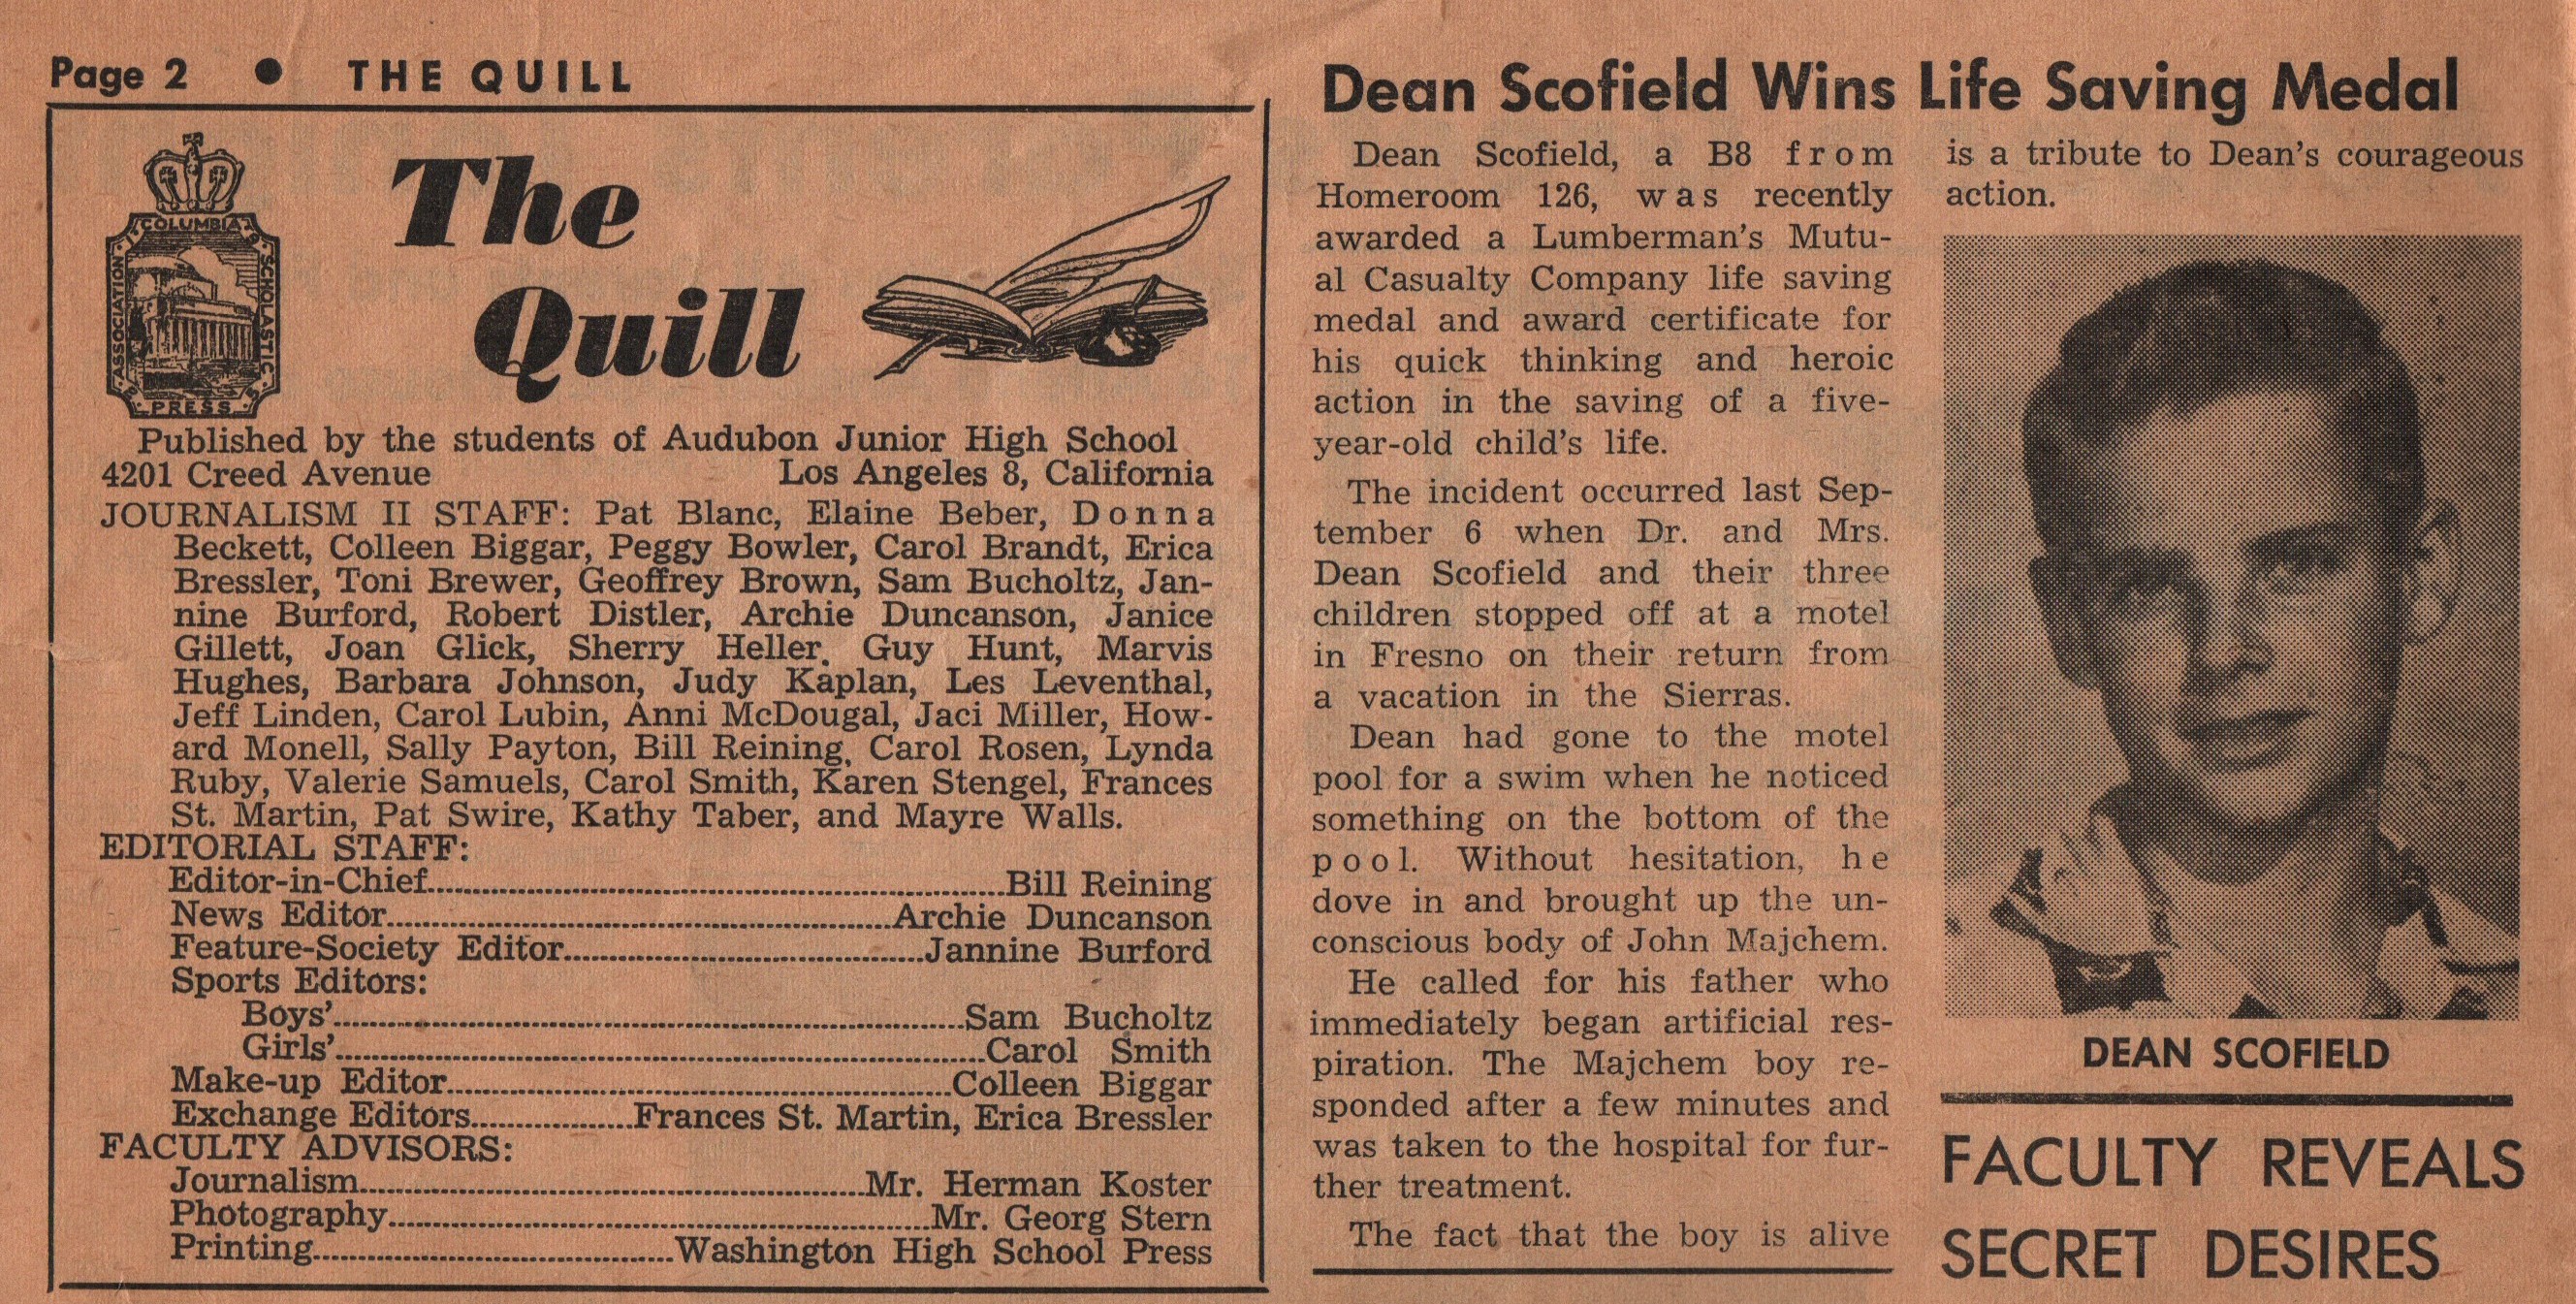 Page 2 ● THE QUILL
COLUMBIA
ASSOCIATION
SCHOLASTIC
PRESS
The
Quill
Published by the students of Audubon Junior High School
4201 Creed Avenue Los Angeles 8, California
JOURNALISM II STAFF: Pat Blanc, Elaine Beber, Donna
Beckett, Colleen Biggar, Peggy Bowler, Carol Brandt, Erica
Bressler, Toni Brewer, Geoffrey Brown, Sam Bucholtz, Jan-
nine Burford, Robert Distler, Archie Duncanson, Janice
Gillett, Joan Glick, Sherry Heller, Guy Hunt, Marvis
Hughes, Barbara Johnson, Judy Kaplan, Les Leventhal,
Jeff Linden, Carol Lubin, Anni McDougal, Jaci Miller, How-
ard Monell, Sally Payton, Bill Reining, Carol Rosen, Lynda
Ruby, Valerie Samuels, Carol Smith, Karen Stengel, Frances
St. Martin, Pat Swire, Kathy Taber, and Mayre Walls.
EDITORIAL STAFF:
Editor-in-Chief........Bill Reining
News Editor........Archie Duncanson
Feature-Society Editor........Jannine Burford
Sports Editors:
Boys'........Sam Bucholtz
Girls'........Carol Smith
Make-up Editor........Colleen Biggar
Exchange Editors........Frances St. Martin, Erica Bressler
FACULTY ADVISORS:
Journalism........Mr. Herman Koster
Photography........Mr. Georg Stern
Printing........Washington High School Press
Dean Scofield Wins Life Saving Medal
Dean Scofield, a B8 from
Homeroom 126, was recently
awarded a Lumberman's Mutu-
al Casualty Company life saving
medal and award certificate for
his quick thinking and heroic
action in the saving of a five-
year-old child's life.
The incident occurred last Sep-
tember 6 when Dr. and Mrs.
Dean Scofield and their three
children stopped off at a motel
in Fresno on their return from
a vacation in the Sierras.
Dean had gone to the motel
pool for a swim when he noticed
something on the bottom of the
pool. Without hesitation, he
dove in and brought up the un-
conscious body of John Majchem.
He called for his father who
immediately began artificial res-
piration. The Majchem boy re-
sponded after a few minutes and
was taken to the hospital for fur-
ther treatment.
The fact that the boy is alive
is a tribute to Dean's courageous
action.
DEAN SCOFIELD
FACULTY REVEALS
SECRET DESIRES